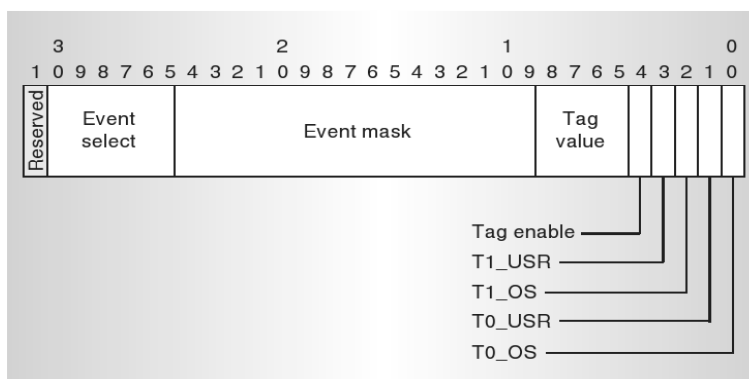 3 2 1 0
1 0 9 8 7 6 5 4 3 2 1 0 9 8 7 6 5 4 3 2 1 0 9 8 7 6 5 4 3 2 1 0
Reserved
Event
select
Event mask
Tag
value
Tag enable
T1_USR
T1_OS
T0_USR
T0_OS